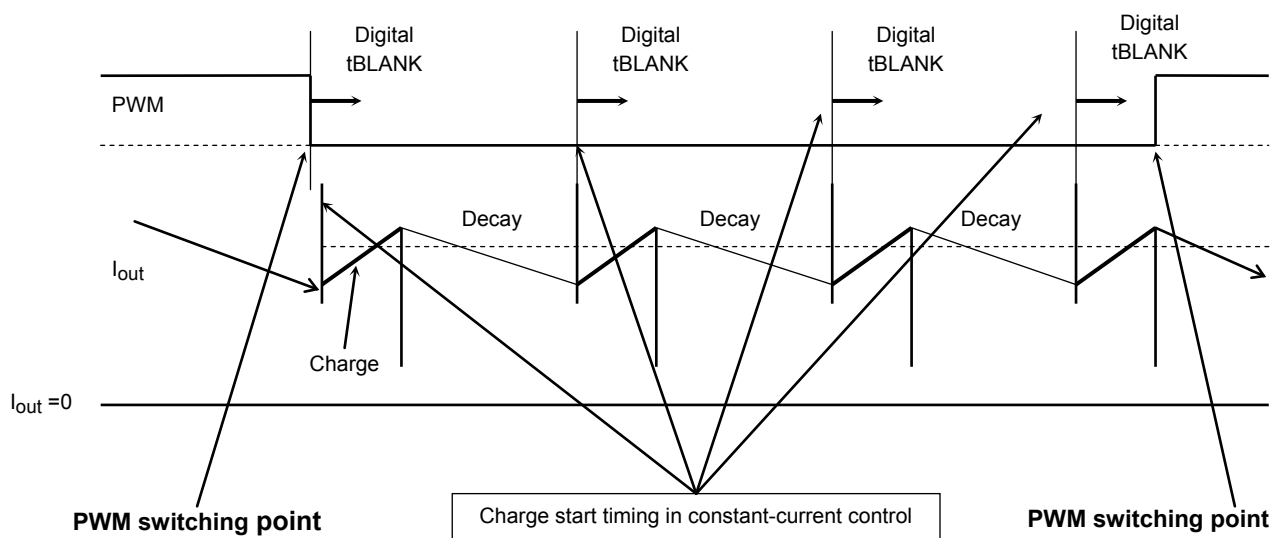 Digital
tBLANK
Digital
tBLANK
Digital
tBLANK
Digital
tBLANK
PWM
Decay
Decay
Decay
Iout
Charge
Iout =0
PWM switching point
Charge start timing in constant-current control
PWM switching point